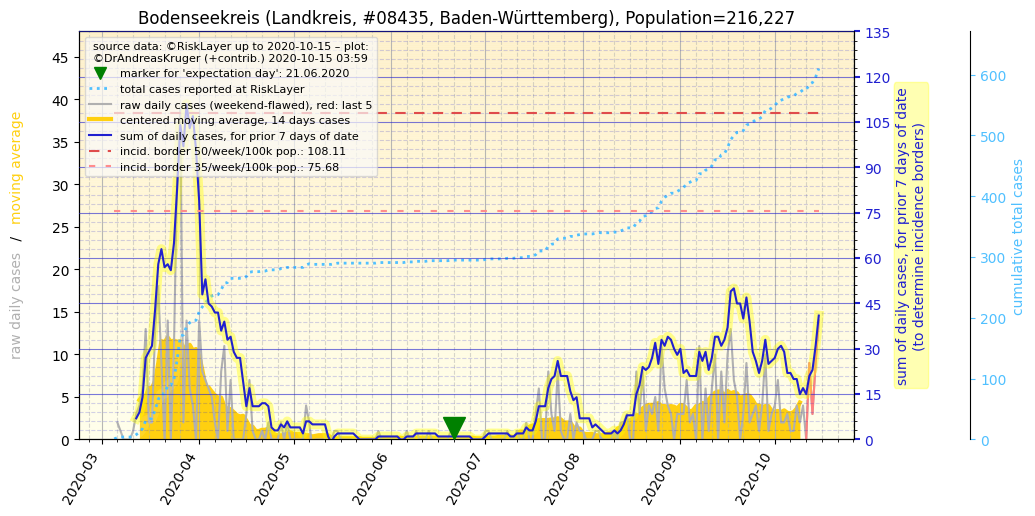 Bodenseekreis (Landkreis, #08435, Baden-Württemberg), Population=216,227
source data: ©RiskLayer up to 2020-10-15 – plot:
©DrAndreasKruger (+contrib.) 2020-10-15 03:59
marker for 'expectation day': 21.06.2020
total cases reported at RiskLayer
raw daily cases (weekend-flawed), red: last 5
centered moving average, 14 days cases
sum of daily cases, for prior 7 days of date
incid. border 50/week/100k pop.: 108.11
incid. border 35/week/100k pop.: 75.68
raw daily cases / moving average
45
40
35
30
25
20
15
10
5
0
2020-03
2020-04
2020-05
2020-06
2020-07
2020-08
2020-09
2020-10
135
120
105
90
75
60
45
30
15
0
sum of daily cases, for prior 7 days of date
(to determine incidence borders)
600
500
400
300
200
100
0
cumulative total cases